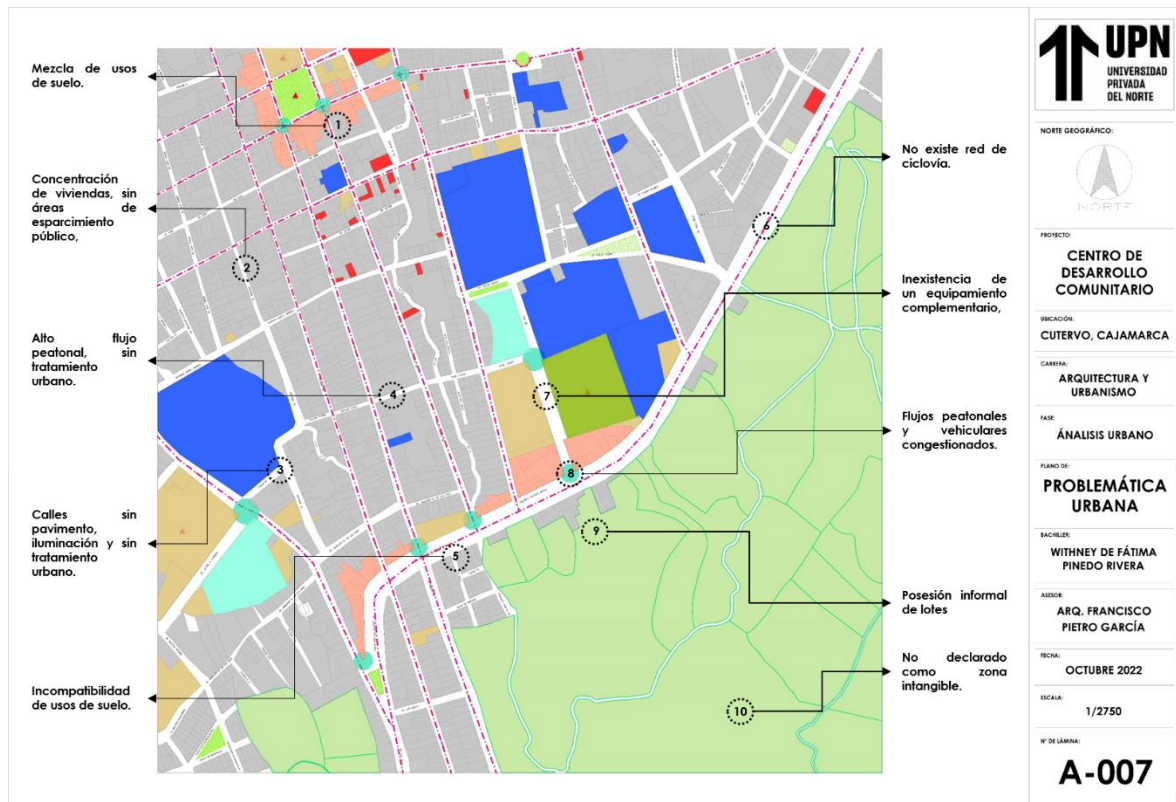 Mezcla de usos
de suelo.
Concentración
de viviendas, sin
áreas de
esparcimiento
público,
Alto flujo
peatonal, sin
tratamiento
urbano.
Calles sin
pavimento,
iluminación y sin
tratamiento
urbano.
Incompatibilidad
de usos de suelo.
1
2
3
4
5
6
7
8
9
10
No existe red de
ciclovía.
Inexistencia de
un equipamiento
complementario,
Flujos peatonales
y vehiculares
congestionados.
Posesión informal
de lotes
No declarado
como zona
intangible.
UPN
UNIVERSIDAD
PRIVADA
DEL NORTE
NORTE GEOGRÁFICO:
NORTE
PROYECTO:
CENTRO DE
DESARROLLO
COMUNITARIO
UBICACIÓN:
CUTERVO, CAJAMARCA
CARRERA:
ARQUITECTURA Y
URBANISMO
FASE:
ÁNALISIS URBANO
PLANO DE:
PROBLEMÁTICA
URBANA
BACHILLER:
WITHNEY DE FÁTIMA
PINEDO RIVERA
ASESOR:
ARQ. FRANCISCO
PIETRO GARCÍA
FECHA:
OCTUBRE 2022
ESCALA:
1/2750
N° DE LÁMINA:
A-007